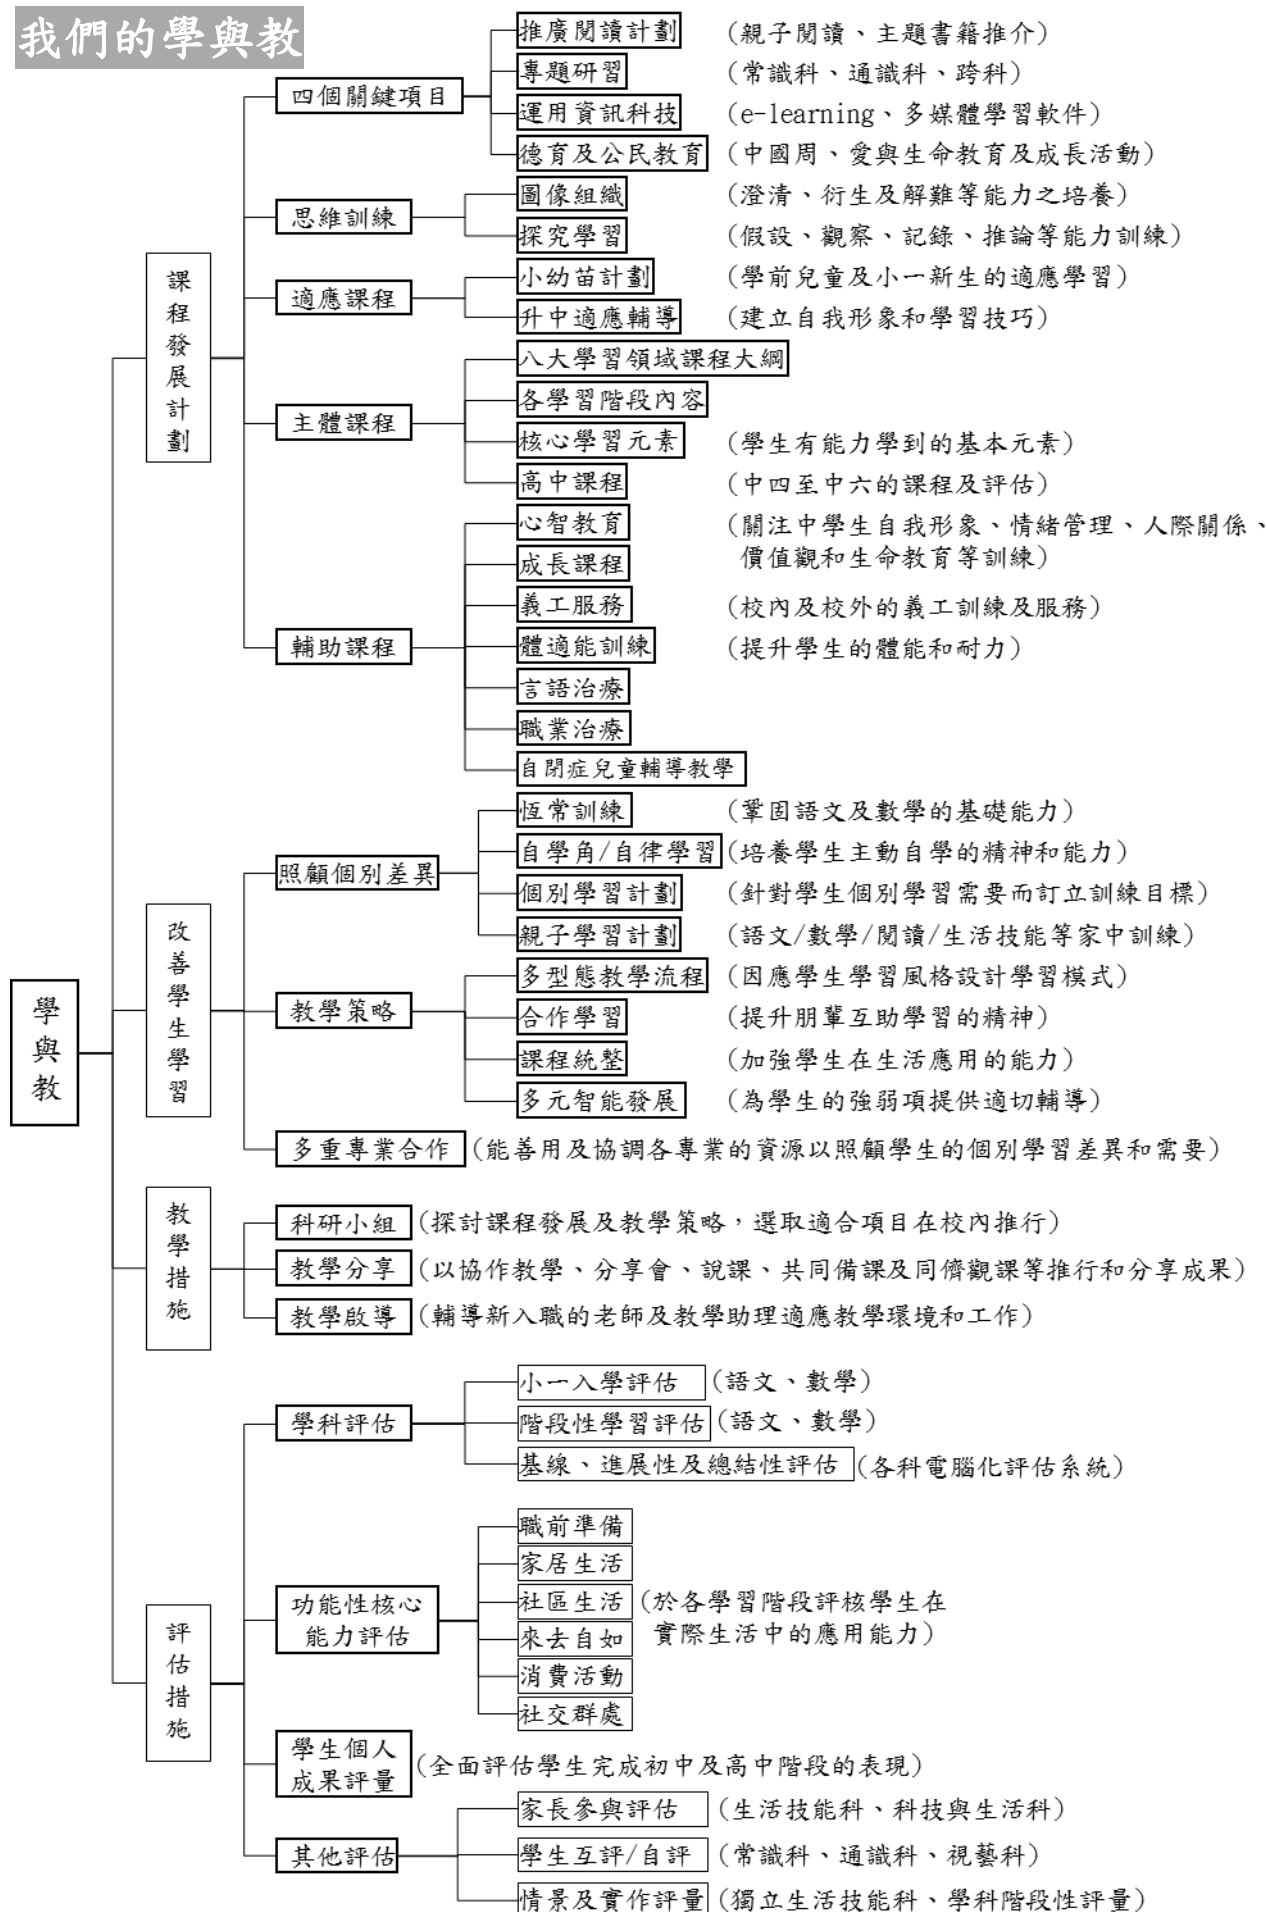 我們的學與教
學與教
課程發展計劃
四個關鍵項目
推廣閱讀計劃 (親子閱讀、主題書籍推介)
專題研習 (常識科、通識科、跨科)
運用資訊科技 (e-learning、多媒體學習軟件)
德育及公民教育 (中國周、愛與生命教育及成長活動)
思維訓練
圖像組織 (澄清、衍生及解難等能力之培養)
探究學習 (假設、觀察、記錄、推論等能力訓練)
適應課程
小幼苗計劃 (學前兒童及小一新生的適應學習)
升中適應輔導 (建立自我形象和學習技巧)
主體課程
八大學習領域課程大綱
各學習階段內容
核心學習元素 (學生有能力學到的基本元素)
高中課程 (中四至中六的課程及評估)
輔助課程
心智教育 (關注中學生自我形象、情緒管理、人際關係、
價值觀和生命教育等訓練)
成長課程
義工服務 (校內及校外的義工訓練及服務)
體適能訓練 (提升學生的體能和耐力)
言語治療
職業治療
自閉症兒童輔導教學
改善學生學習
照顧個別差異
恆常訓練 (鞏固語文及數學的基礎能力)
自學角/自律學習 (培養學生主動自學的精神和能力)
個別學習計劃 (針對學生個別學習需要而訂立訓練目標)
親子學習計劃 (語文/數學/閱讀/生活技能等家中訓練)
教學策略
多型態教學流程 (因應學生學習風格設計學習模式)
合作學習 (提升朋輩互助學習的精神)
課程統整 (加強學生在生活應用的能力)
多元智能發展 (為學生的強弱項提供適切輔導)
多重專業合作 (能善用及協調各專業的資源以照顧學生的個別學習差異和需要)
教學措施
科研小組 (探討課程發展及教學策略，選取適合項目在校內推行)
教學分享 (以協作教學、分享會、說課、共同備課及同儕觀課等推行和分享成果)
教學啟導 (輔導新入職的老師及教學助理適應教學環境和工作)
評估措施
學科評估
小一入學評估 (語文、數學)
階段性學習評估 (語文、數學)
基線、進展性及總結性評估 (各科電腦化評估系統)
功能性核心
能力評估
職前準備
家居生活
社區生活 (於各學習階段評核學生在
來去自如 實際生活中的應用能力)
消費活動
社交群處
學生個人
成果評量 (全面評估學生完成初中及高中階段的表現)
其他評估
家長參與評估 (生活技能科、科技與生活科)
學生互評/自評 (常識科、通識科、視藝科)
情景及實作評量 (獨立生活技能科、學科階段性評量)